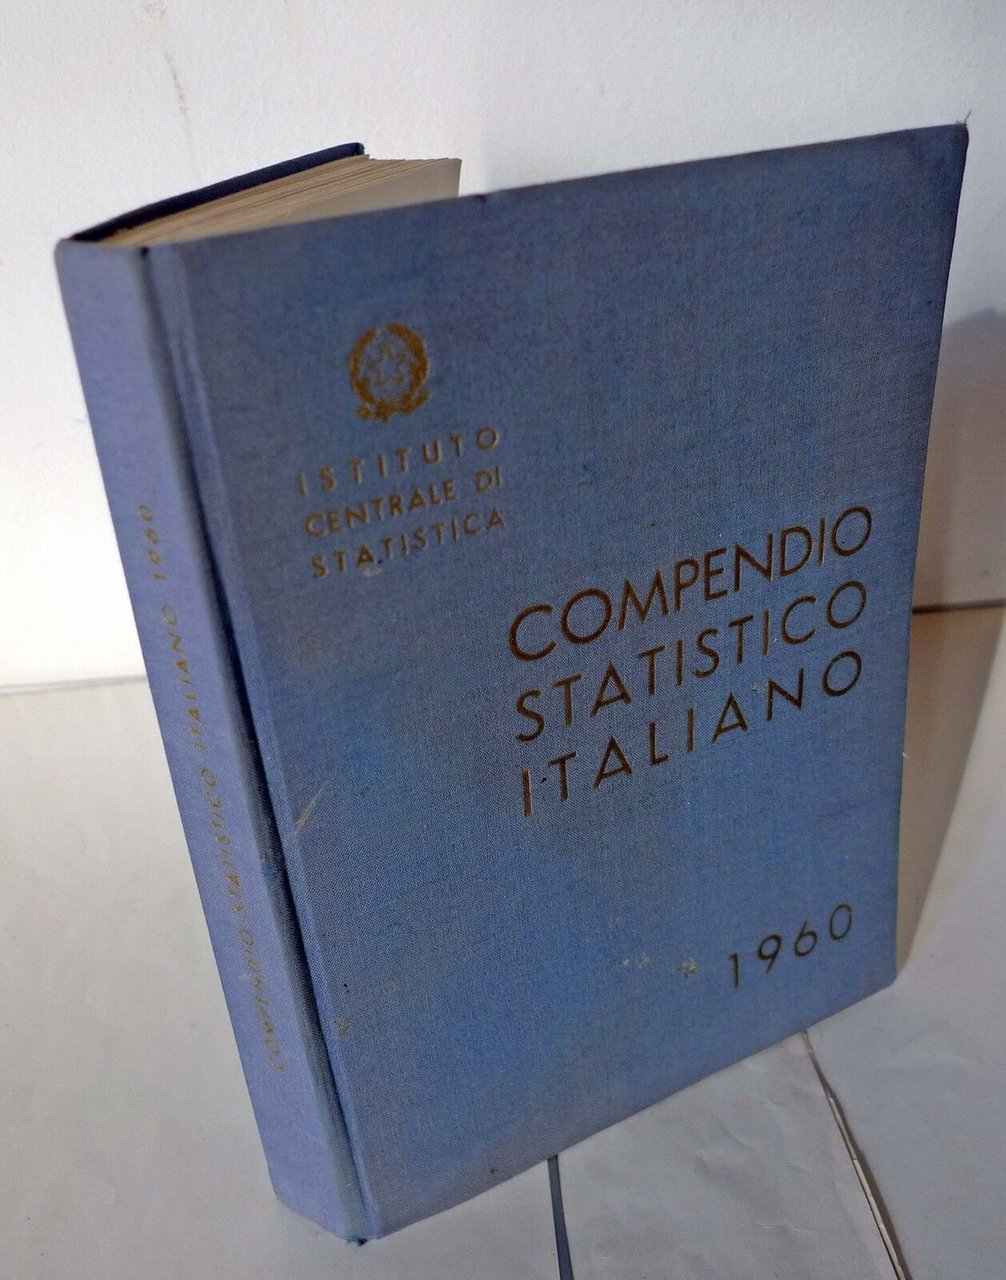 ISTITUTO
CENTRALE DI
STATISTICA
COMPENDIO
STATISTICO
ITALIANO
1960
COMPENDIO STATISTICO ITALIANO 1960